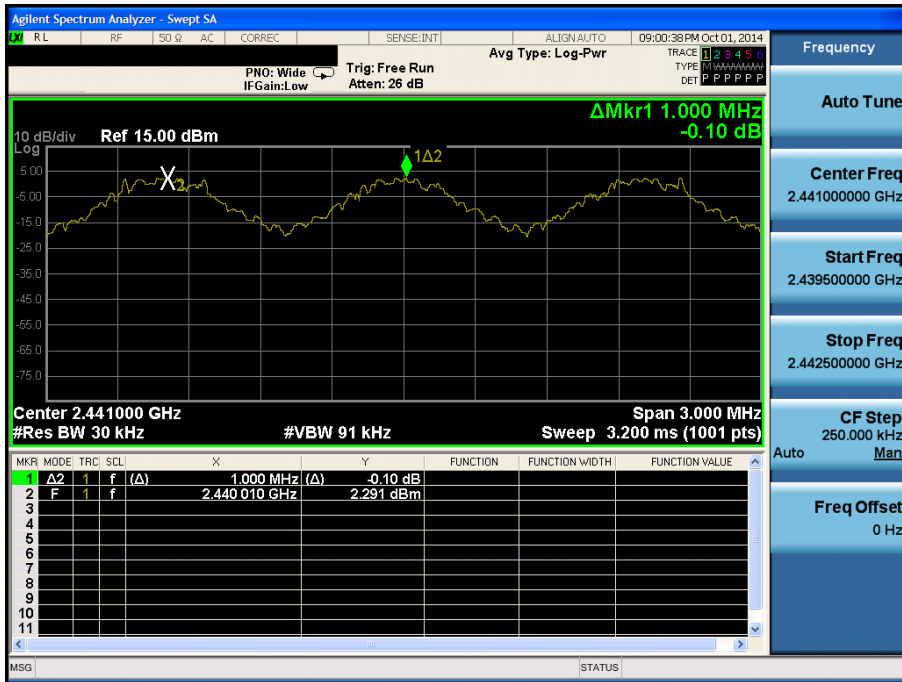 Agilent Spectrum Analyzer - Swept SA
LXI RL RF 50 Ω AC CORREC SENSE:INT ALIGN AUTO 09:00:38 PM Oct 01, 2014
Avg Type: Log-Pwr TRACE 1 2 3 4 5 6
PNO: Wide Trig: Free Run TYPE M W W W W W
IFGain:Low Atten: 26 dB DET P P P P P P
ΔMkr1 1.000 MHz
-0.10 dB
10 dB/div Ref 15.00 dBm
Log
1Δ2
5.00
X2
-5.00
-15.0
-25.0
-35.0
-45.0
-55.0
-65.0
-75.0
Center 2.441000 GHz Span 3.000 MHz
#Res BW 30 kHz #VBW 91 kHz Sweep 3.200 ms (1001 pts)
MKR MODE TRC SCL X Y FUNCTION FUNCTION WIDTH FUNCTION VALUE
1 Δ2 1 f (Δ) 1.000 MHz (Δ) -0.10 dB
2 F 1 f 2.440 010 GHz 2.291 dBm
3
4
5
6
7
8
9
10
11
MSG STATUS
Frequency
Auto Tune
Center Freq
2.441000000 GHz
Start Freq
2.439500000 GHz
Stop Freq
2.442500000 GHz
CF Step
250.000 kHz
Auto Man
Freq Offset
0 Hz